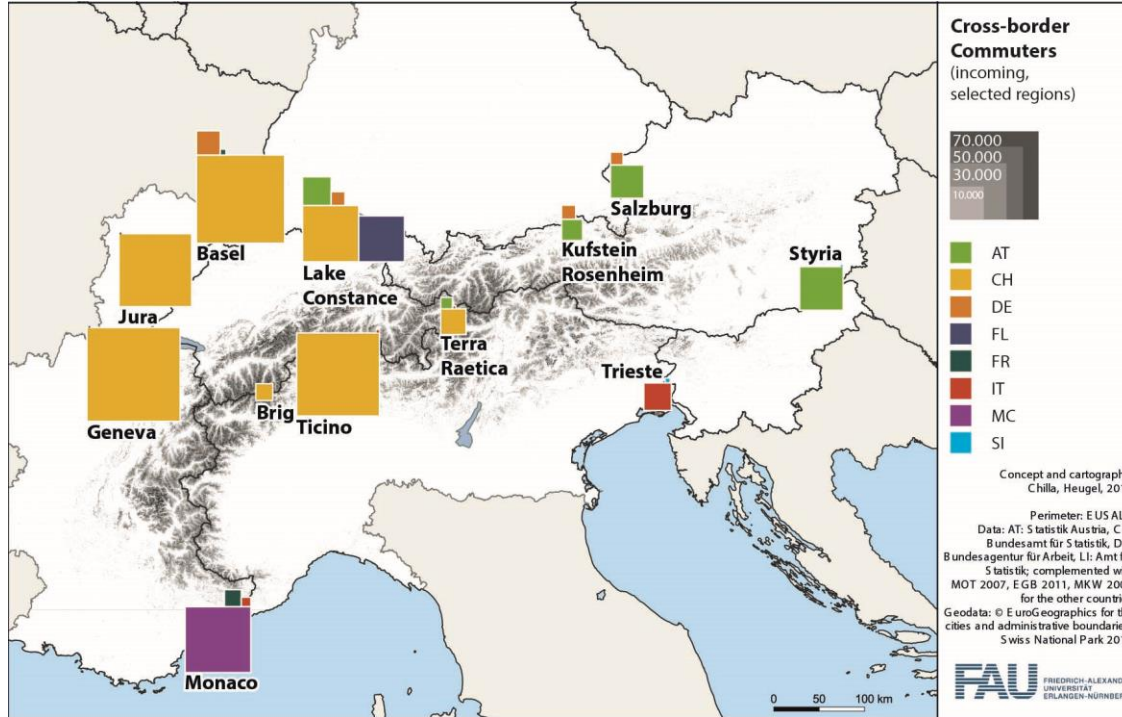 Cross-border
Commuters
(incoming,
selected regions)
70.000
50.000
30.000
10.000
AT
CH
DE
FL
FR
IT
MC
SI
Basel
Lake
Constance
Jura
Geneva
Brig
Ticino
Terra
Raetica
Kufstein
Rosenheim
Salzburg
Styria
Trieste
Monaco
0 50 100 km
Concept and cartograph
Chilla, Heugel, 20
Perimeter: EUSAL
Data: AT: Statistik Austria, C
Bundesamt für Statistik, D
Bundesagentur für Arbeit, LI: Amt f
Statistik; complemented w
MOT 2007, EGB 2011, MKW 200
for the other countrie
Geodata: © EuroGeographics for th
cities and administrative boundarie
Swiss National Park 20
FAU
FRIEDRICH-ALEXAND
UNIVERSITÄT
ERLANGEN-NÜRNBER